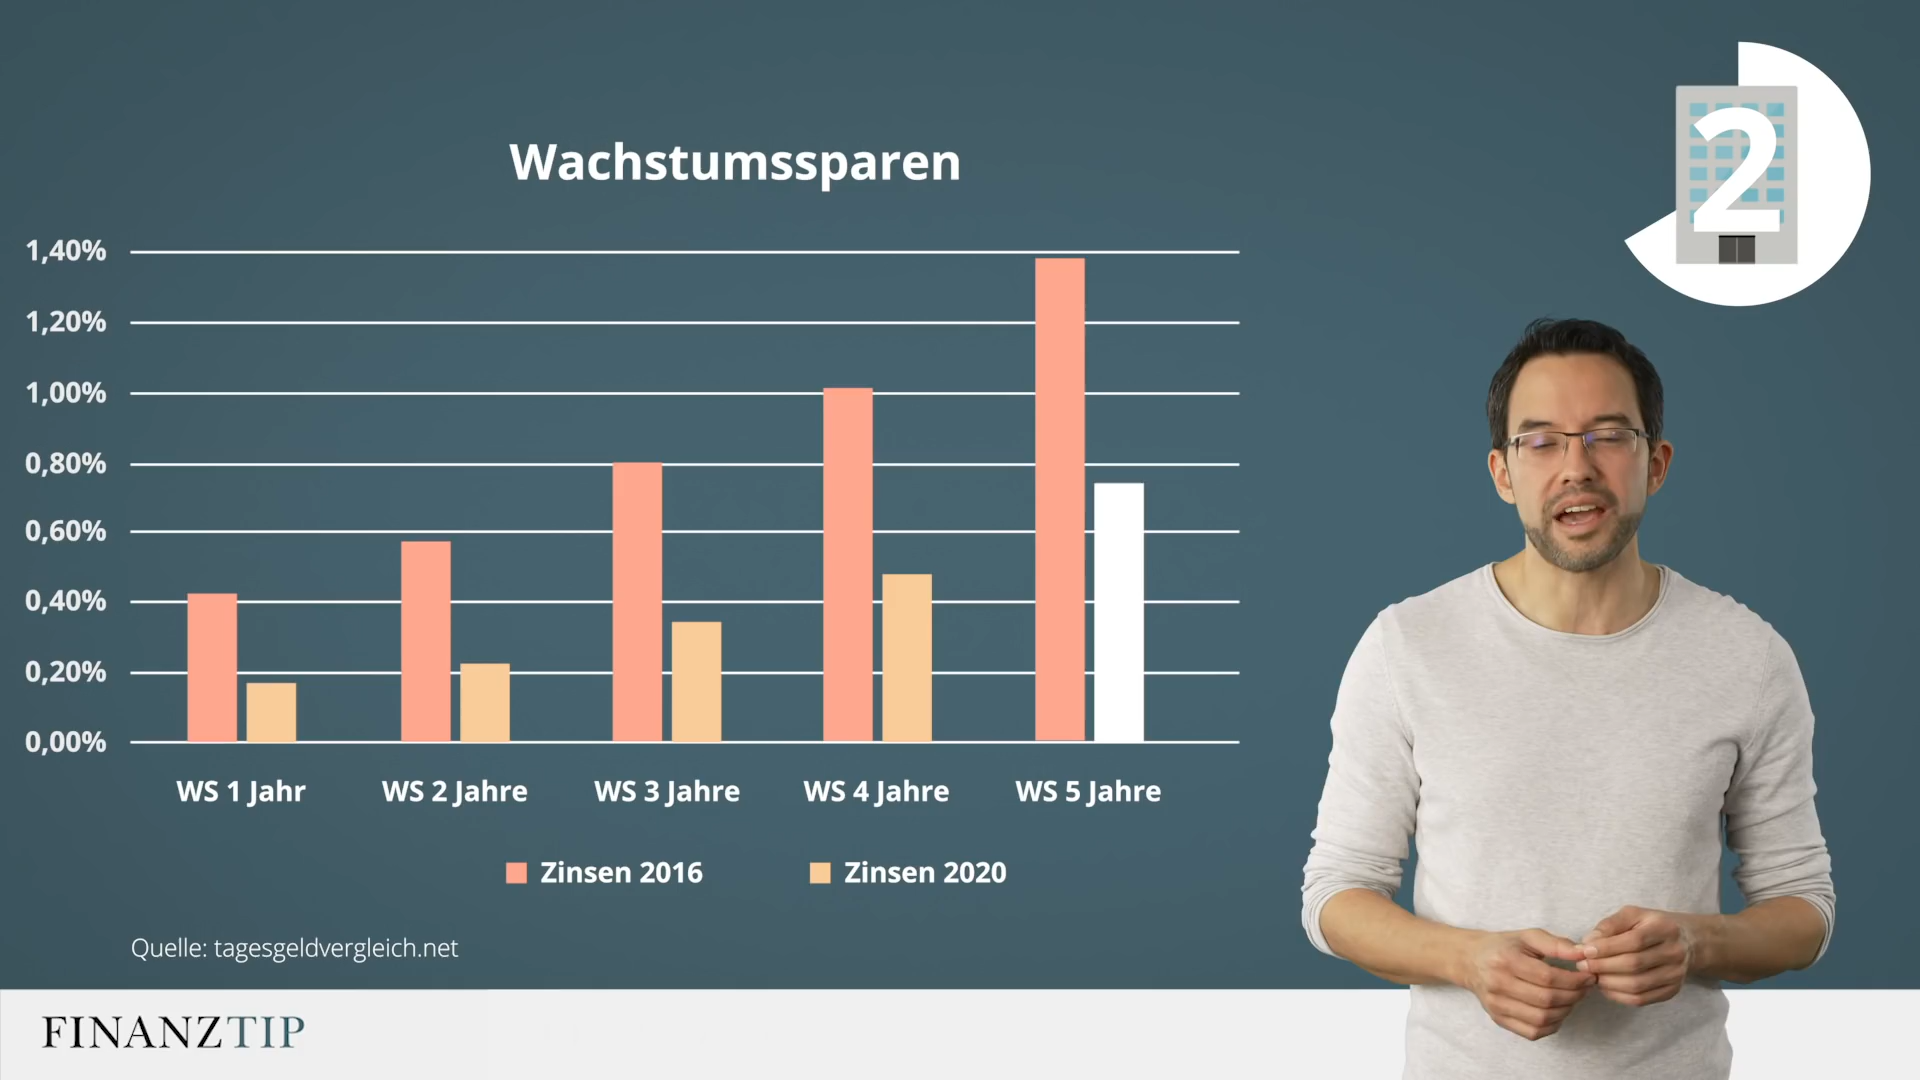 2
Wachstumssparen
1,40%
1,20%
1,00%
0,80%
0,60%
0,40%
0,20%
0,00%
WS 1 Jahr WS 2 Jahre WS 3 Jahre WS 4 Jahre WS 5 Jahre
Zinsen 2016 Zinsen 2020
Quelle: tagesgeldvergleich.net
FINANZTIP